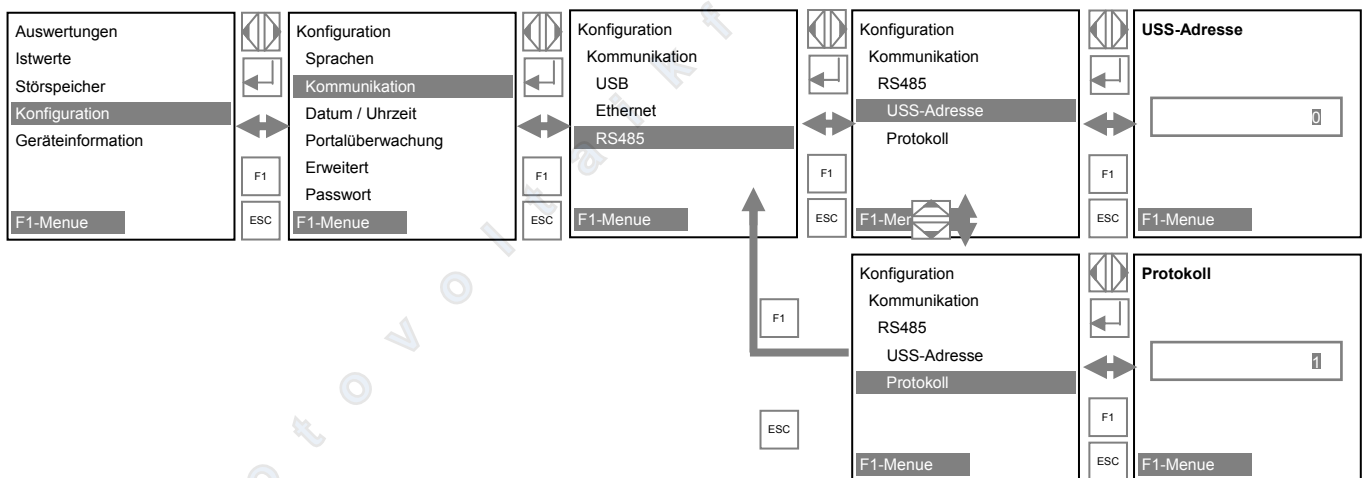 Auswertungen
Istwerte
Störspeicher
Konfiguration
Geräteinformation
F1-Menue
F1
ESC
Konfiguration
Sprachen
Kommunikation
Datum / Uhrzeit
Portalüberwachung
Erweitert
Passwort
F1-Menue
F1
ESC
Konfiguration
Kommunikation
USB
Ethernet
RS485
F1-Menue
F1
ESC
Konfiguration
Kommunikation
RS485
USS-Adresse
Protokoll
F1-Men
F1
ESC
USS-Adresse
0
F1-Menue
F1
ESC
Konfiguration
Kommunikation
RS485
USS-Adresse
Protokoll
F1-Menue
F1
ESC
Protokoll
1
F1-Menue
o t o v o l t a i k f